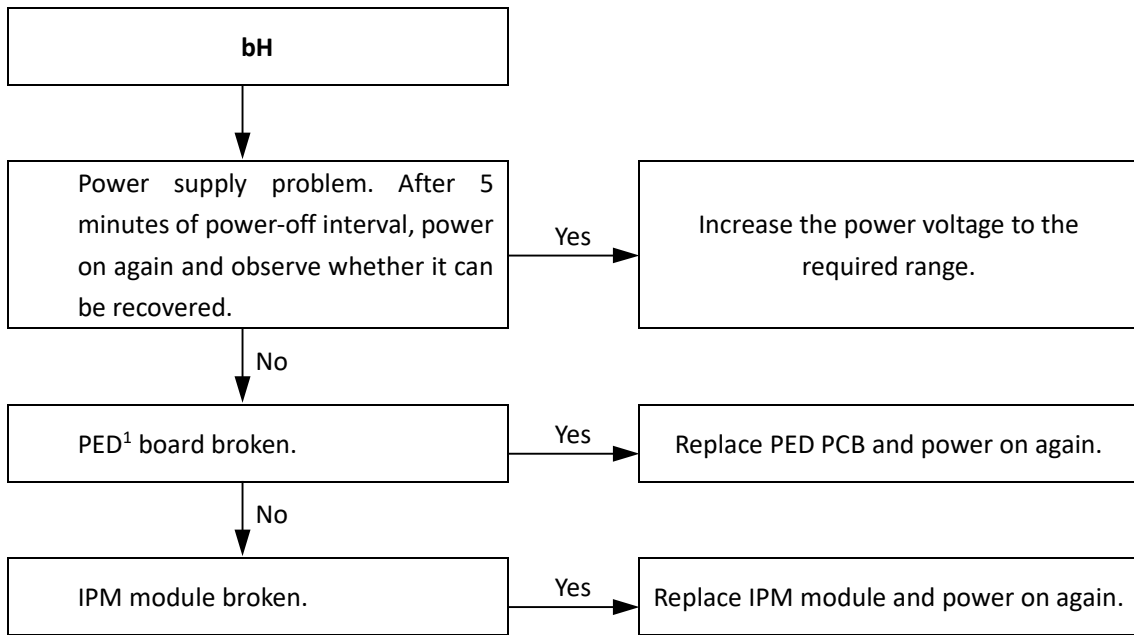 bH
Power supply problem. After 5
minutes of power-off interval, power
on again and observe whether it can
be recovered.
Yes
Increase the power voltage to the
required range.
No
PED¹ board broken.
Yes
Replace PED PCB and power on again.
No
IPM module broken.
Yes
Replace IPM module and power on again.